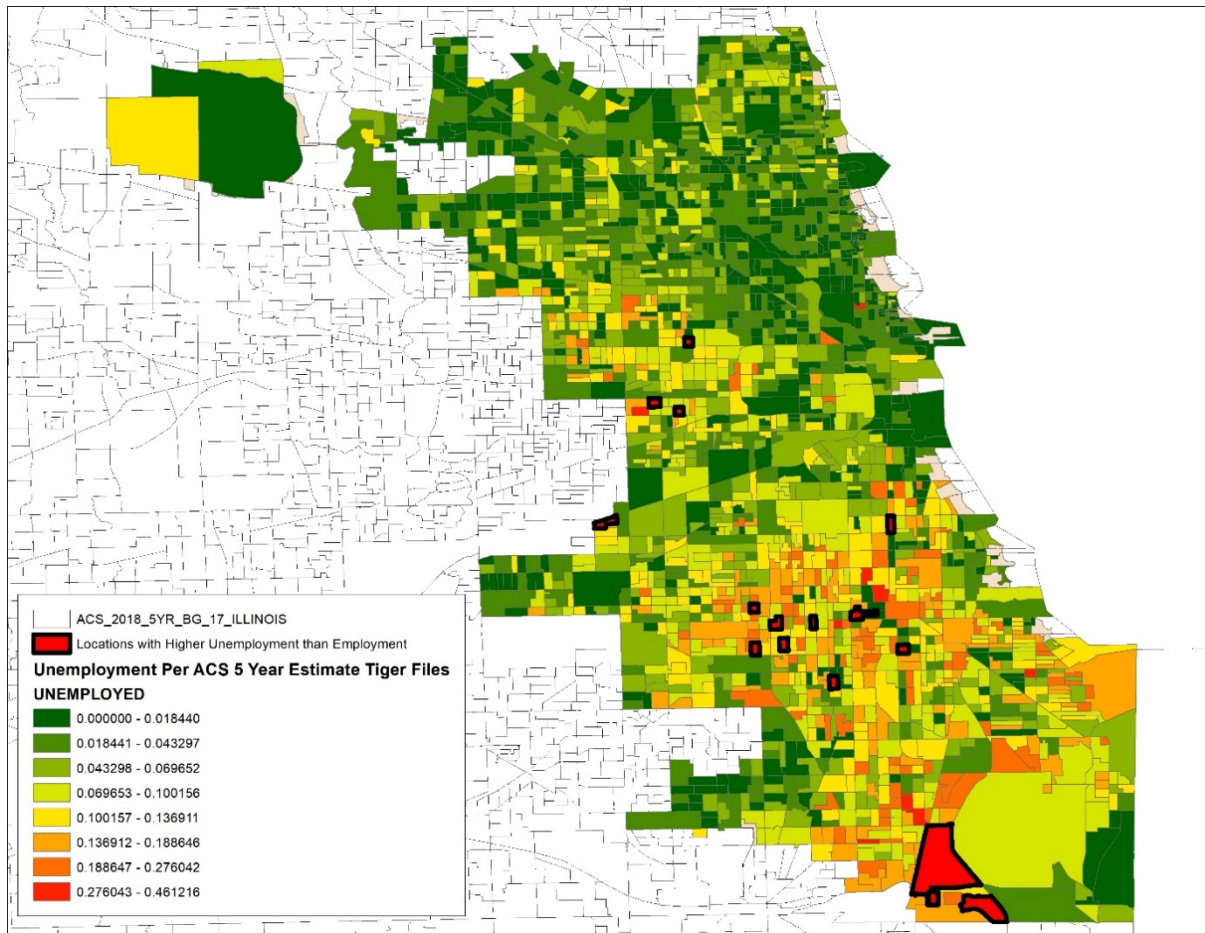 ACS_2018_5YR_BG_17_ILLINOIS
Locations with Higher Unemployment than Employment
Unemployment Per ACS 5 Year Estimate Tiger Files
UNEMPLOYED
0.000000 - 0.018440
0.018441 - 0.043297
0.043298 - 0.069652
0.069653 - 0.100156
0.100157 - 0.136911
0.136912 - 0.188646
0.188647 - 0.276042
0.276043 - 0.461216